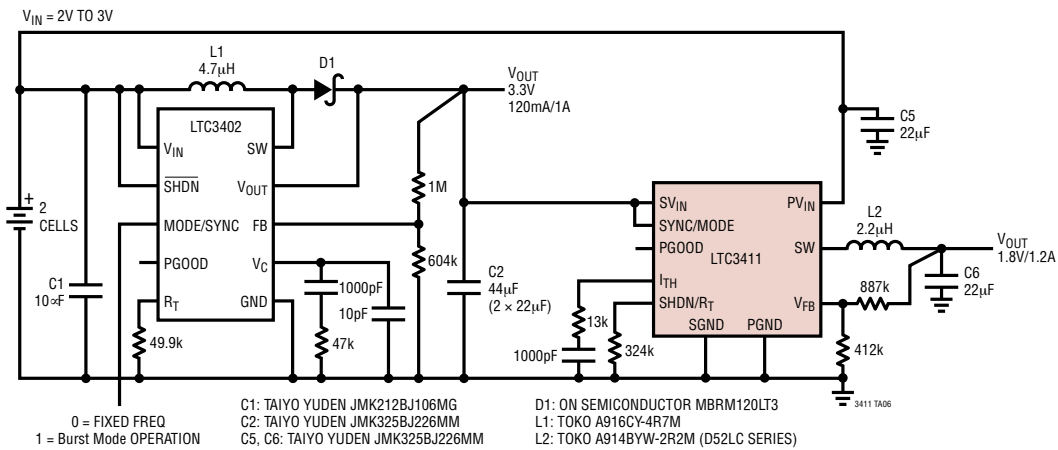 V_IN = 2V TO 3V
L1
4.7µH
D1
V_OUT
3.3V
120mA/1A
LTC3402
V_IN
SW
SHDN
V_OUT
MODE/SYNC
FB
PGOOD
V_C
R_T
GND
+
2
CELLS
C1
10∝F
49.9k
1000pF
10pF
47k
1M
604k
C2
44µF
(2 × 22µF)
C5
22µF
SV_IN
PV_IN
SYNC/MODE
PGOOD
SW
LTC3411
I_TH
SHDN/R_T
V_FB
SGND
PGND
L2
2.2µH
V_OUT
1.8V/1.2A
C6
22µF
887k
412k
13k
1000pF
324k
3411 TA06
0 = FIXED FREQ
1 = Burst Mode OPERATION
C1: TAIYO YUDEN JMK212BJ106MG
C2: TAIYO YUDEN JMK325BJ226MM
C5, C6: TAIYO YUDEN JMK325BJ226MM
D1: ON SEMICONDUCTOR MBRM120LT3
L1: TOKO A916CY-4R7M
L2: TOKO A914BYW-2R2M (D52LC SERIES)